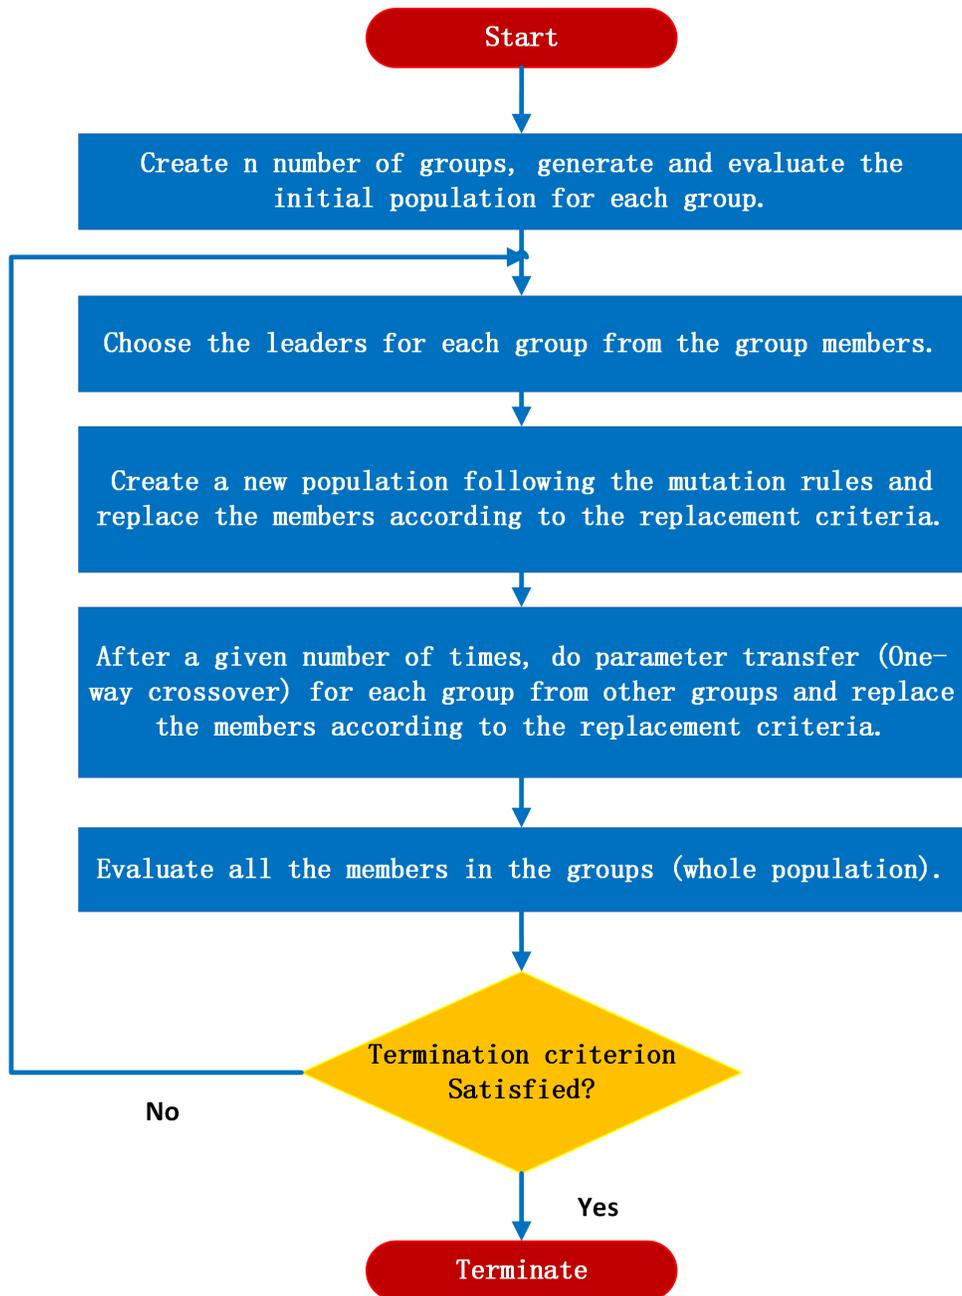 Start
Create n number of groups, generate and evaluate the
initial population for each group.
Choose the leaders for each group from the group members.
Create a new population following the mutation rules and
replace the members according to the replacement criteria.
After a given number of times, do parameter transfer (One-
way crossover) for each group from other groups and replace
the members according to the replacement criteria.
Evaluate all the members in the groups (whole population).
Termination criterion
Satisfied?
No
Yes
Terminate